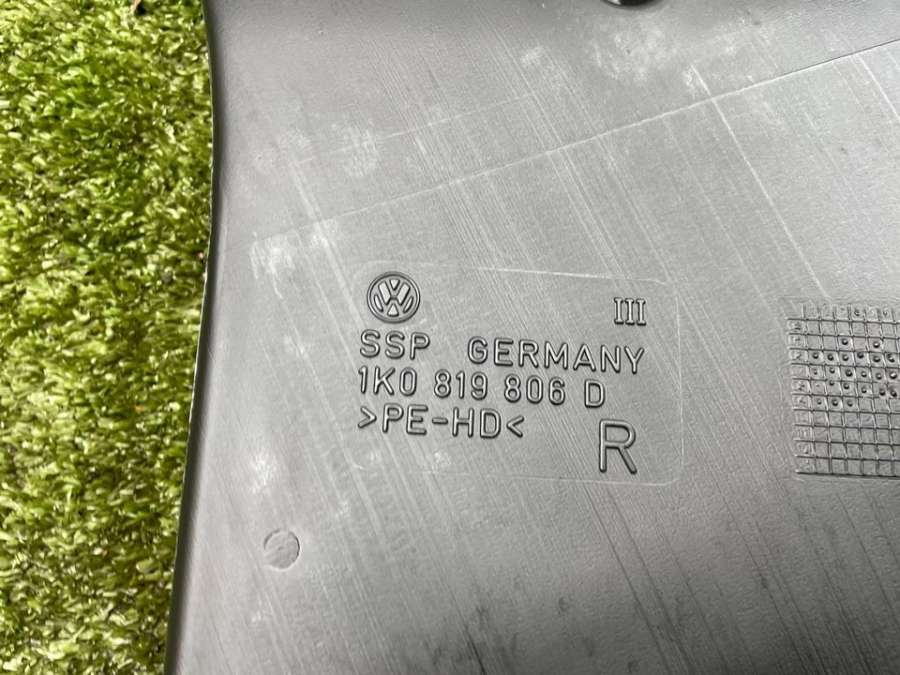 III
SSP GERMANY
1K0 819 806 D
>PE-HD<
R